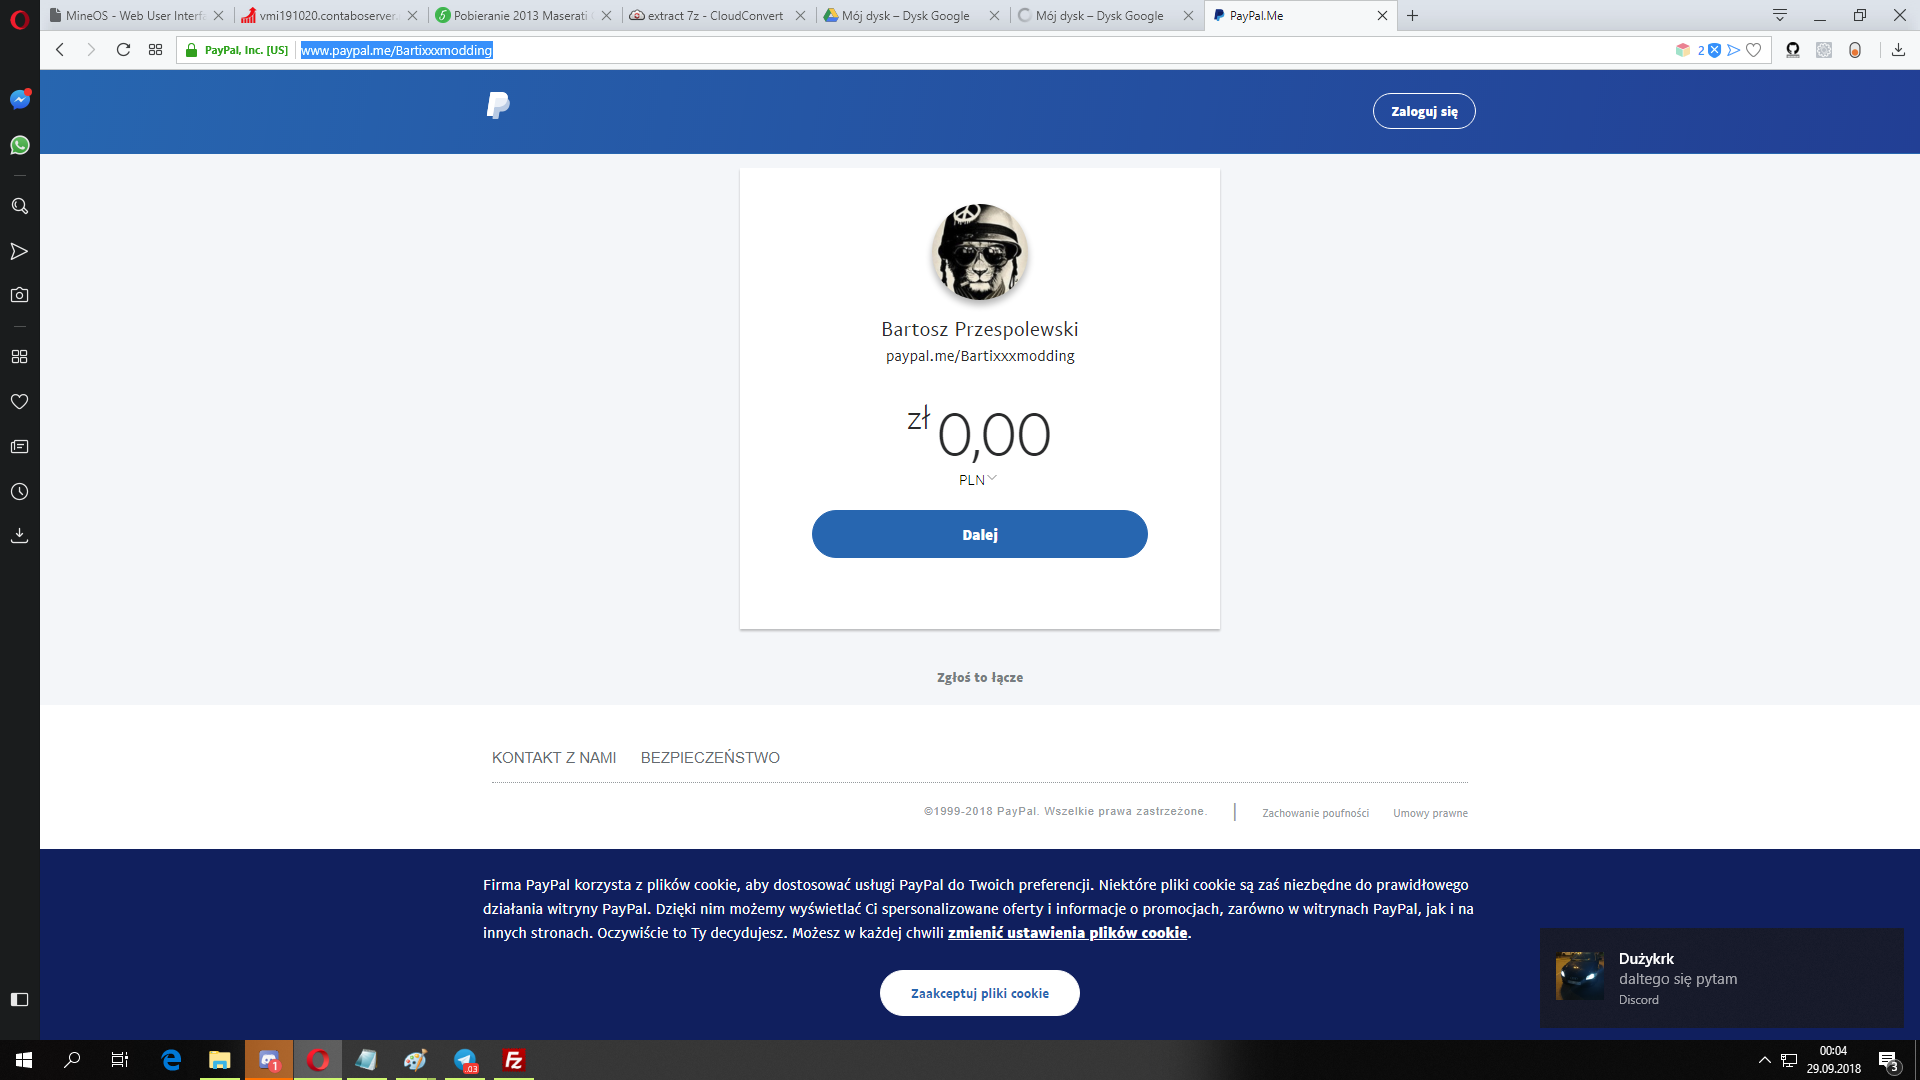 MineOS - Web User Interfa
vmi191020.contaboserver.
Pobieranie 2013 Maserati
extract 7z - CloudConvert
Mój dysk – Dysk Google
Mój dysk – Dysk Google
PayPal.Me
PayPal, Inc. [US]
www.paypal.me/Bartixxxmodding
2
Zaloguj się
Bartosz Przespolewski
paypal.me/Bartixxxmodding
zł 0,00
PLN
Dalej
Zgłoś to łącze
KONTAKT Z NAMI BEZPIECZEŃSTWO
©1999-2018 PayPal. Wszelkie prawa zastrzeżone. Zachowanie poufności Umowy prawne
Firma PayPal korzysta z plików cookie, aby dostosować usługi PayPal do Twoich preferencji. Niektóre pliki cookie są zaś niezbędne do prawidłowego
działania witryny PayPal. Dzięki nim możemy wyświetlać Ci spersonalizowane oferty i informacje o promocjach, zarówno w witrynach PayPal, jak i na
innych stronach. Oczywiście to Ty decydujesz. Możesz w każdej chwili zmienić ustawienia plików cookie.
Zaakceptuj pliki cookie
Dużykrk
daltego się pytam
Discord
1
.03
00:04
29.09.2018
3